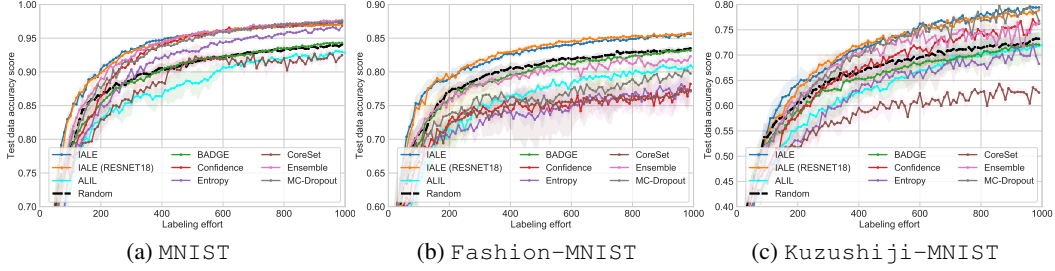 Test data accuracy score
1.00
0.95
0.90
0.85
0.80
0.75
0.70
0 200 400 600 800 1000
Labeling effort
IALE
IALE (RESNET18)
ALIL
Random
BADGE
Confidence
Entropy
CoreSet
Ensemble
MC-Dropout
(a) MNIST
Test data accuracy score
0.90
0.85
0.80
0.75
0.70
0.65
0.60
0 200 400 600 800 1000
Labeling effort
IALE
IALE (RESNET18)
ALIL
Random
BADGE
Confidence
Entropy
CoreSet
Ensemble
MC-Dropout
(b) Fashion-MNIST
Test data accuracy score
0.80
0.75
0.70
0.65
0.60
0.55
0.50
0.45
0.40
0 200 400 600 800 1000
Labeling effort
IALE
IALE (RESNET18)
ALIL
Random
BADGE
Confidence
Entropy
CoreSet
Ensemble
MC-Dropout
(c) Kuzushiji-MNIST